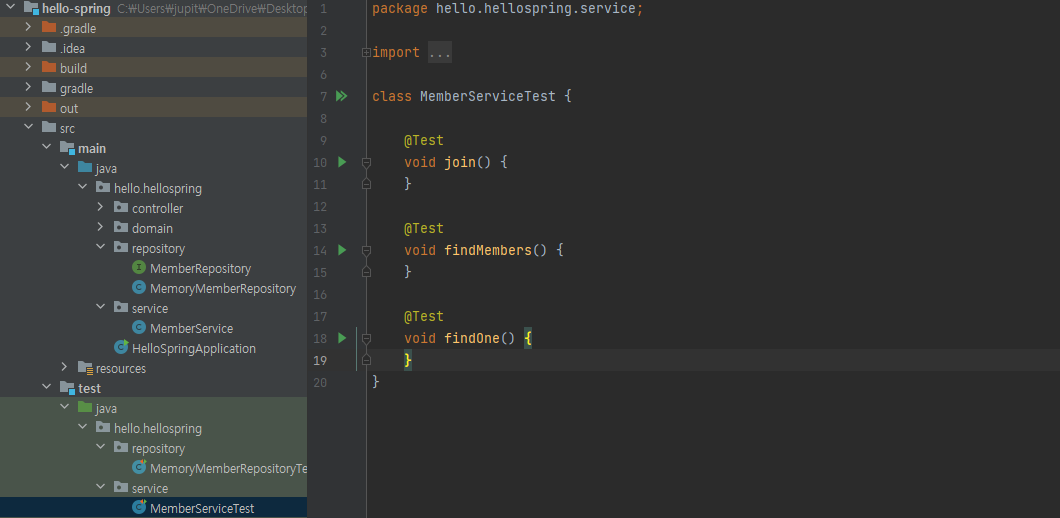 hello-spring C:₩Users₩jupit₩OneDrive₩Desktop
.gradle
.idea
build
gradle
out
src
main
java
hello.hellospring
controller
domain
repository
MemberRepository
MemoryMemberRepository
service
MemberService
HelloSpringApplication
resources
test
java
hello.hellospring
repository
MemoryMemberRepositoryTe
service
MemberServiceTest
1 package hello.hellospring.service;
2
3 import ...
6
7 class MemberServiceTest {
8
9 @Test
10 void join() {
11 }
12
13 @Test
14 void findMembers() {
15 }
16
17 @Test
18 void findOne() {
19 }
20 }